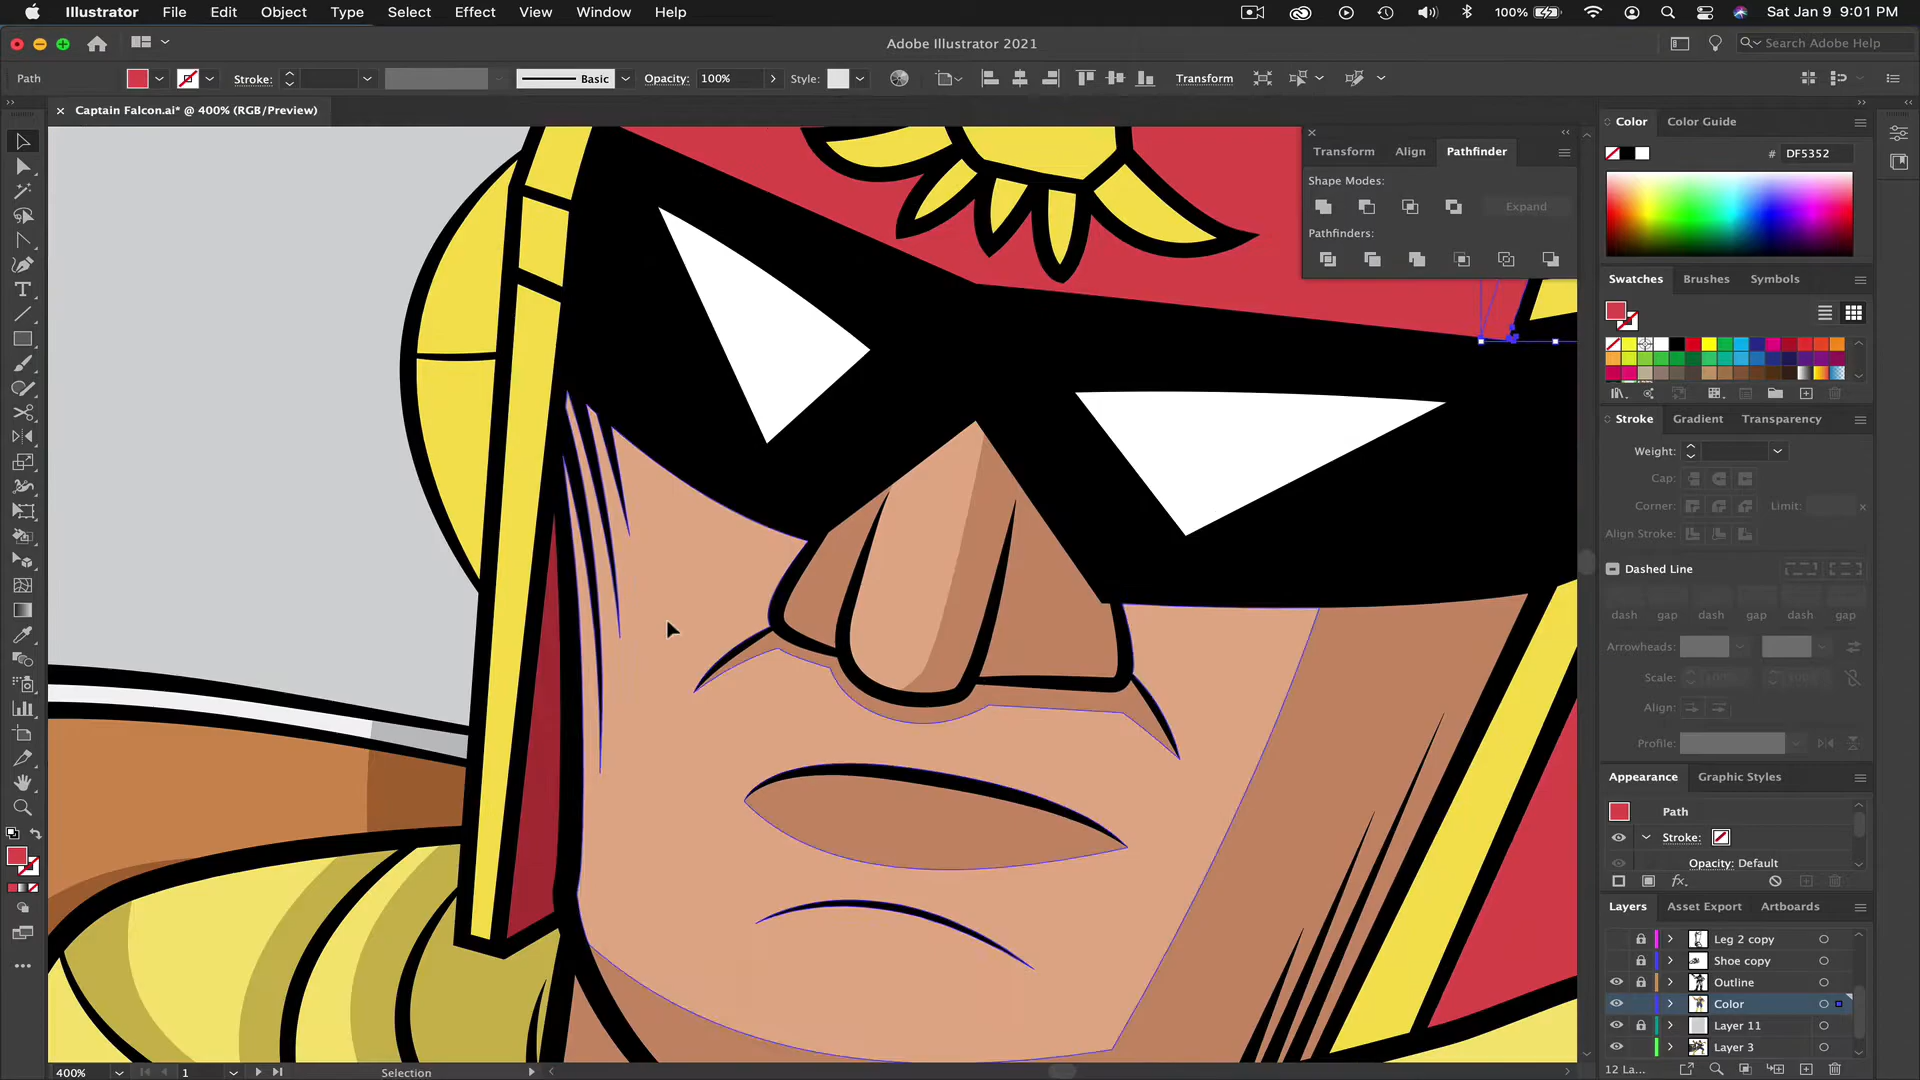 Illustrator File Edit Object Type Select Effect View Window Help 100% Sat Jan 9 9:01 PM
Adobe Illustrator 2021 Search Adobe Help
Path Stroke: Basic Opacity: 100% Style: Transform
× Captain Falcon.ai* @ 400% (RGB/Preview)
Color Color Guide
# DF5352
Transform Align Pathfinder
Shape Modes:
Expand
Pathfinders:
Swatches Brushes Symbols
Stroke Gradient Transparency
Weight:
Cap:
Corner: Limit: x
Align Stroke:
Dashed Line
dash gap dash gap dash gap
Arrowheads:
Scale: 100% 100%
Align:
Profile:
Appearance Graphic Styles
Path
Stroke:
Opacity: Default
fx
Layers Asset Export Artboards
Leg 2 copy
Shoe copy
Outline
Color
Layer 11
Layer 3
12 La...
400% 1 Selection